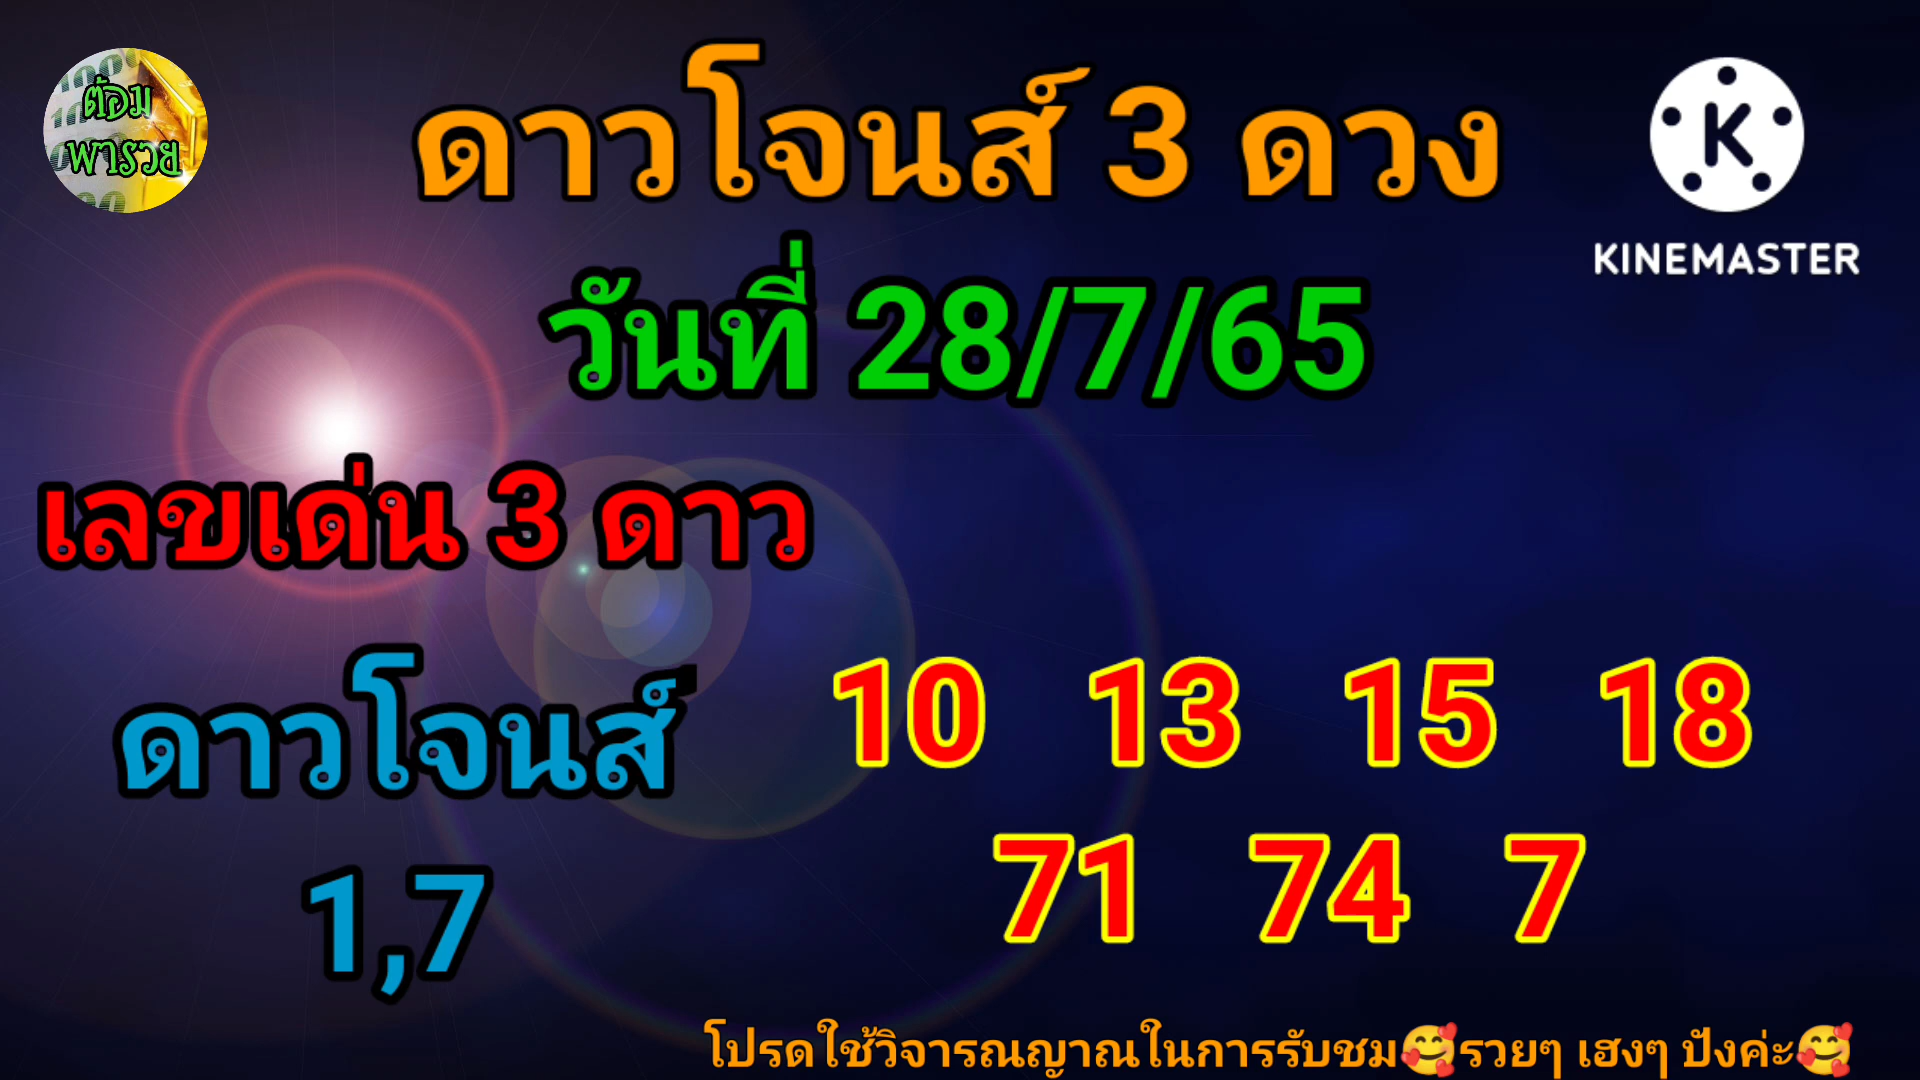 ต้อม
พารวย
ดาวโจนส์ 3 ดวง
KINEMASTER
วันที่ 28/7/65
เลขเด่น 3 ดาว
ดาวโจนส์
1,7
10 13 15 18
71 74 7
โปรดใช้วิจารณญาณในการรับชม🥰รวยๆ เฮงๆ ปังค่ะ🥰